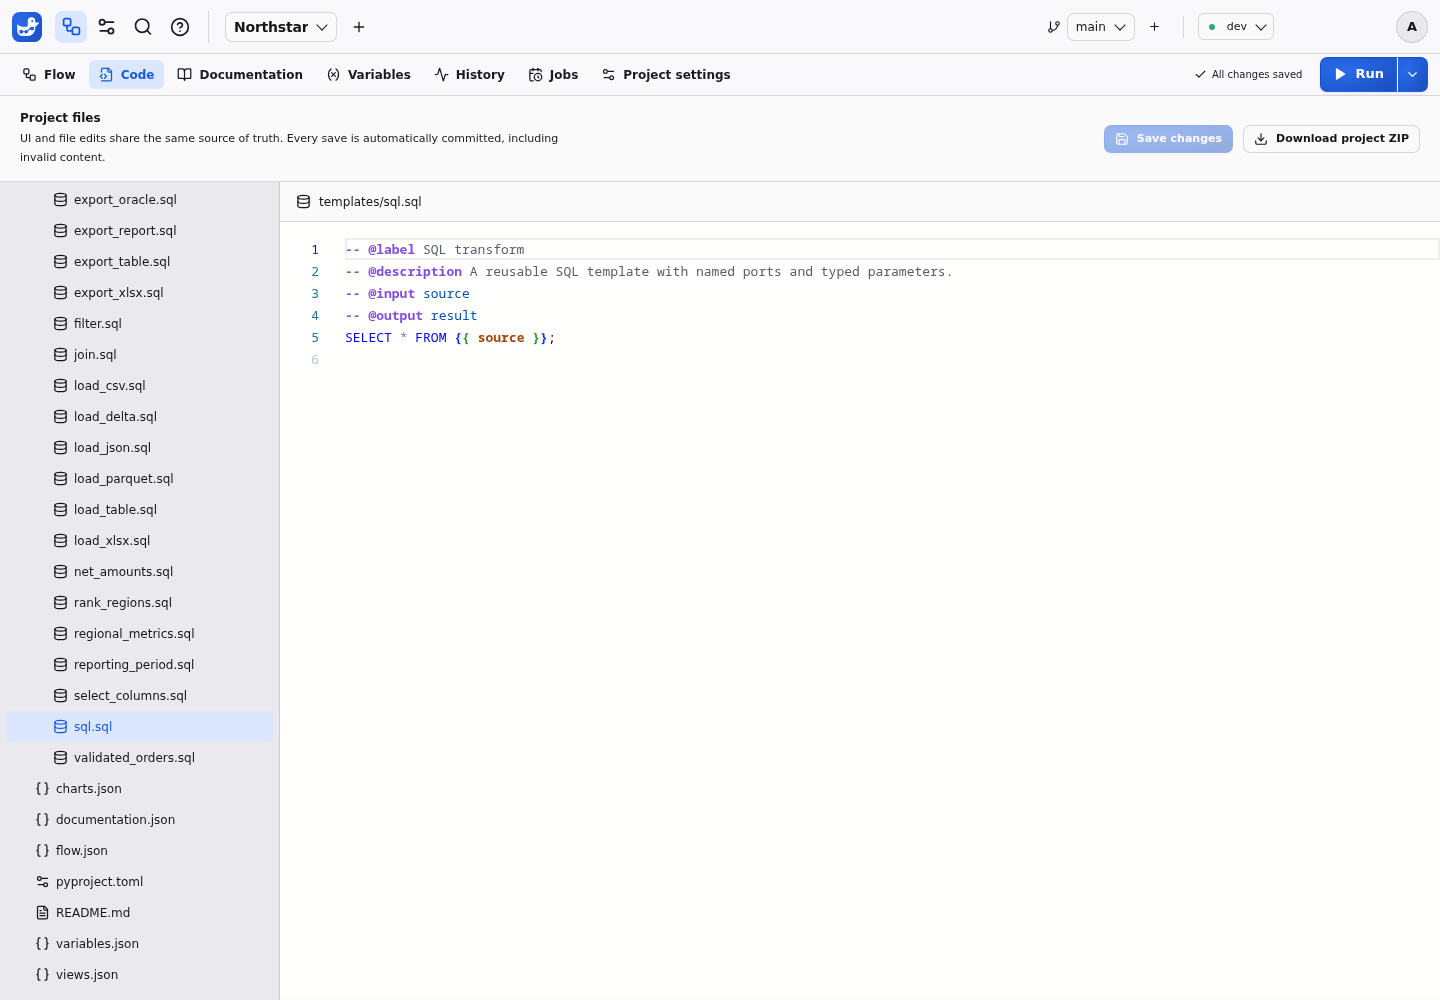 Northstar
main
dev
A
Flow
Code
Documentation
Variables
History
Jobs
Project settings
All changes saved
Run
Project files
UI and file edits share the same source of truth. Every save is automatically committed, including
invalid content.
Save changes
Download project ZIP
export_oracle.sql
export_report.sql
export_table.sql
export_xlsx.sql
filter.sql
join.sql
load_csv.sql
load_delta.sql
load_json.sql
load_parquet.sql
load_table.sql
load_xlsx.sql
net_amounts.sql
rank_regions.sql
regional_metrics.sql
reporting_period.sql
select_columns.sql
sql.sql
validated_orders.sql
charts.json
documentation.json
flow.json
pyproject.toml
README.md
variables.json
views.json
templates/sql.sql
1 -- @label SQL transform
2 -- @description A reusable SQL template with named ports and typed parameters.
3 -- @input source
4 -- @output result
5 SELECT * FROM {{ source }};
6